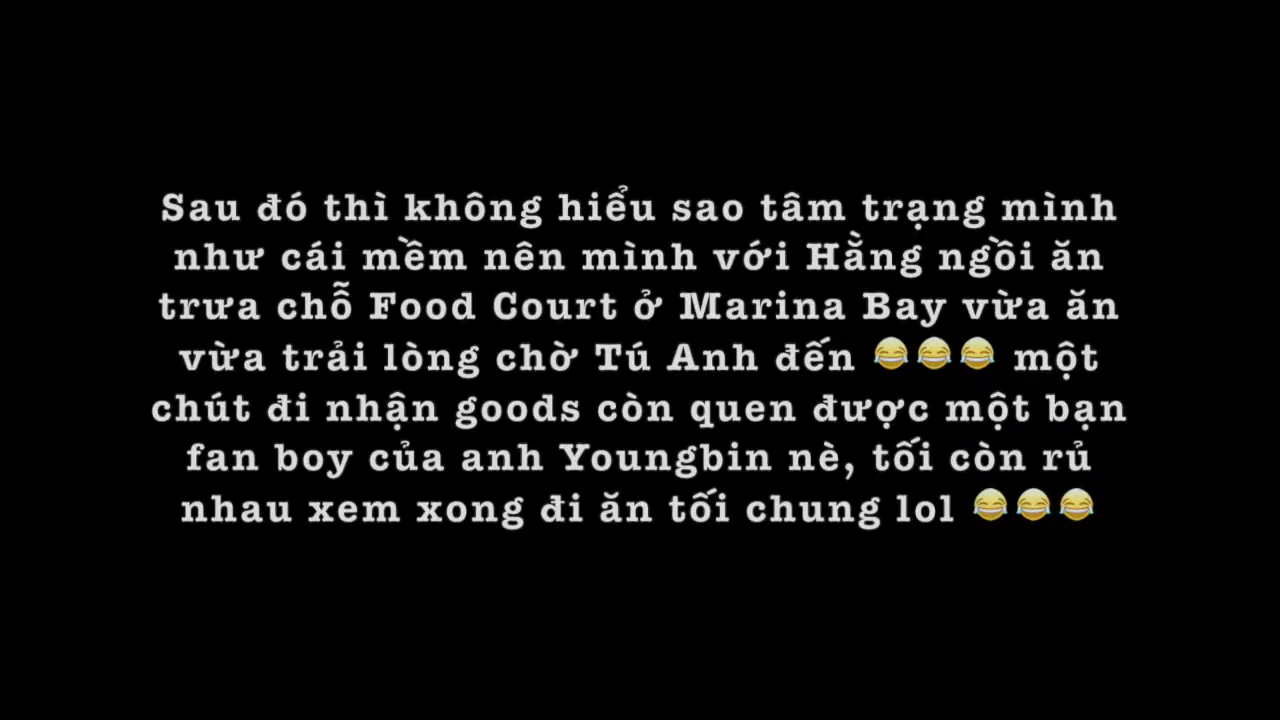 Sau đó thì không hiểu sao tâm trạng mình
như cái mềm nên mình với Hằng ngồi ăn
trưa chỗ Food Court ở Marina Bay vừa ăn
vừa trải lòng chờ Tú Anh đến 😂😂😂 một
chút đi nhận goods còn quen được một bạn
fan boy của anh Youngbin nè, tối còn rủ
nhau xem xong đi ăn tối chung lol 😂😂😂